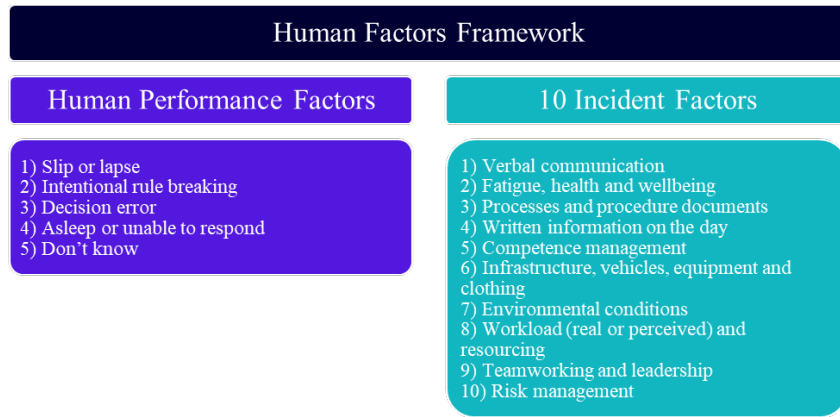 Human Factors Framework
Human Performance Factors
1) Slip or lapse
2) Intentional rule breaking
3) Decision error
4) Asleep or unable to respond
5) Don’t know
10 Incident Factors
1) Verbal communication
2) Fatigue, health and wellbeing
3) Processes and procedure documents
4) Written information on the day
5) Competence management
6) Infrastructure, vehicles, equipment and
clothing
7) Environmental conditions
8) Workload (real or perceived) and
resourcing
9) Teamworking and leadership
10) Risk management